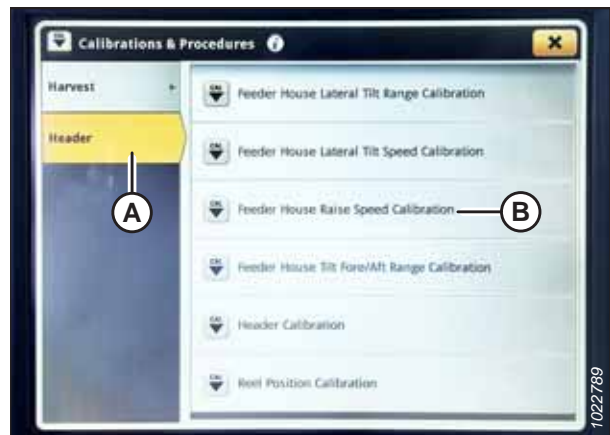 Calibrations & Procedures
Harvest
Header
Feeder House Lateral Tilt Range Calibration
Feeder House Lateral Tilt Speed Calibration
Feeder House Raise Speed Calibration
Feeder House Tilt Fore/Aft Range Calibration
Header Calibration
Reel Position Calibration
A
B
1022789